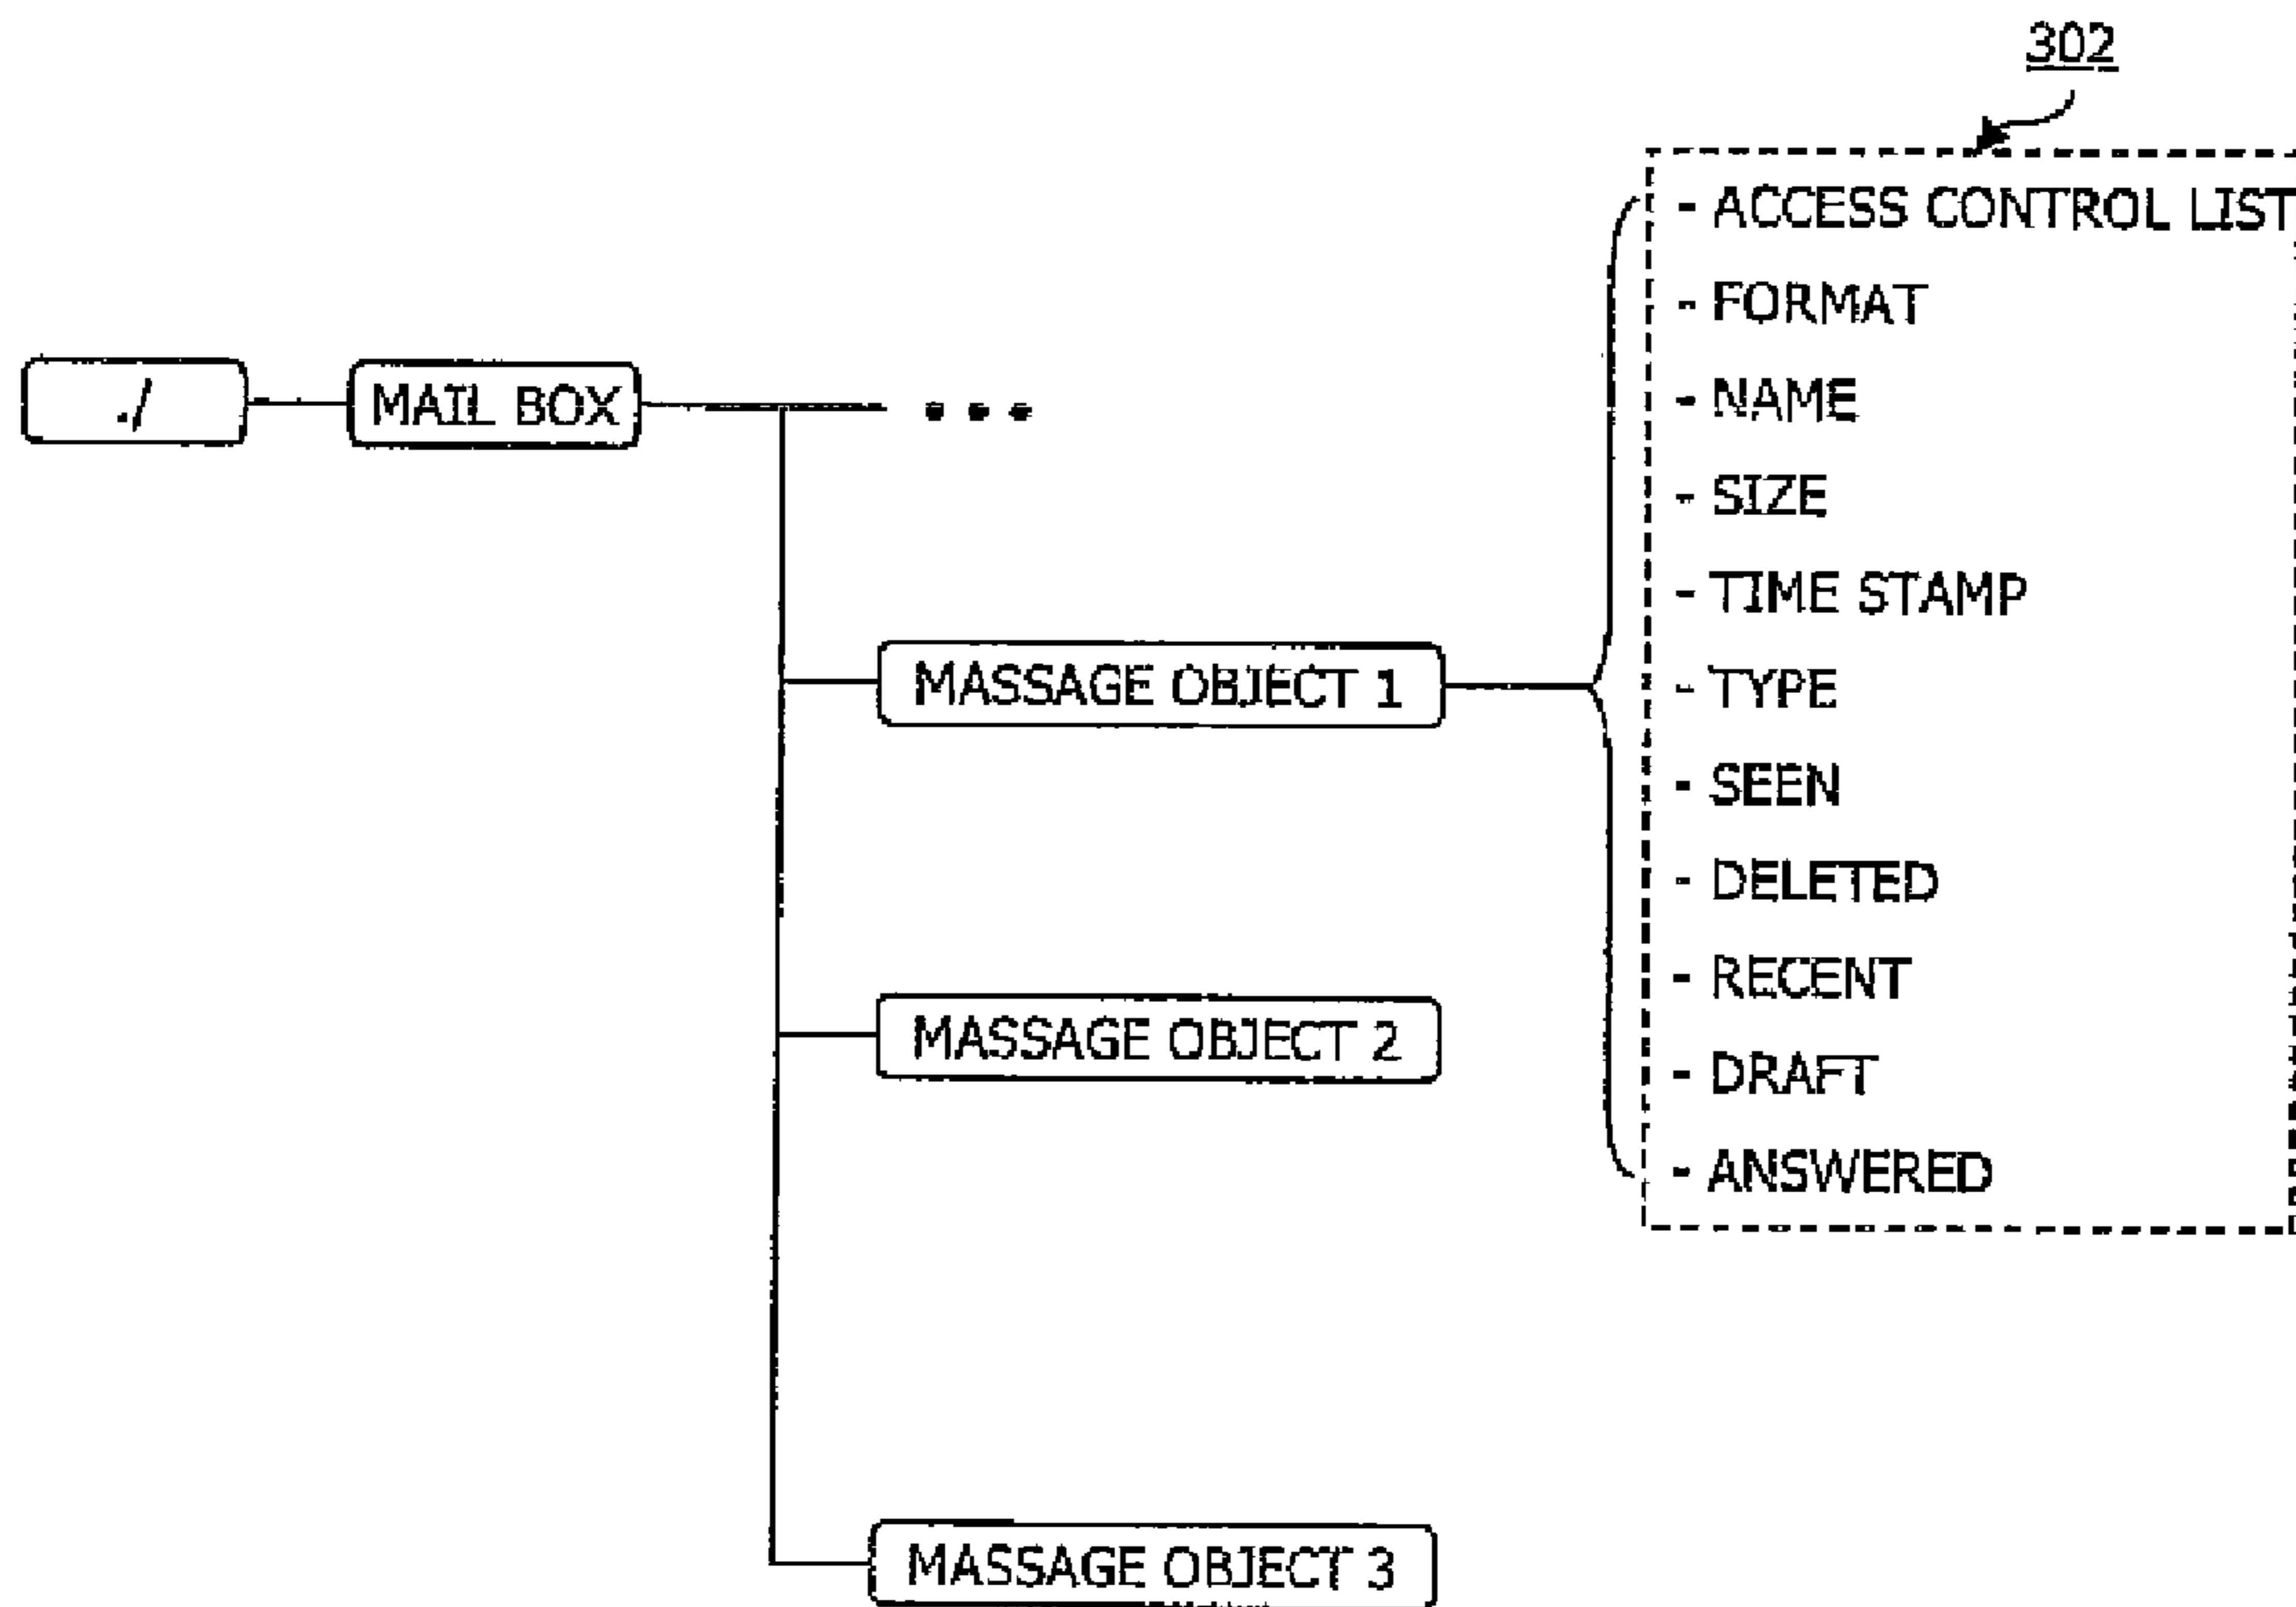 302
- ACCESS CONTROL LIST
- FORMAT
- NAME
- SIZE
- TIME STAMP
- TYPE
- SEEN
- DELETED
- RECENT
- DRAFT
- ANSWERED
./
MAIL BOX
• • •
MASSAGE OBJECT 1
MASSAGE OBJECT 2
MASSAGE OBJECT 3